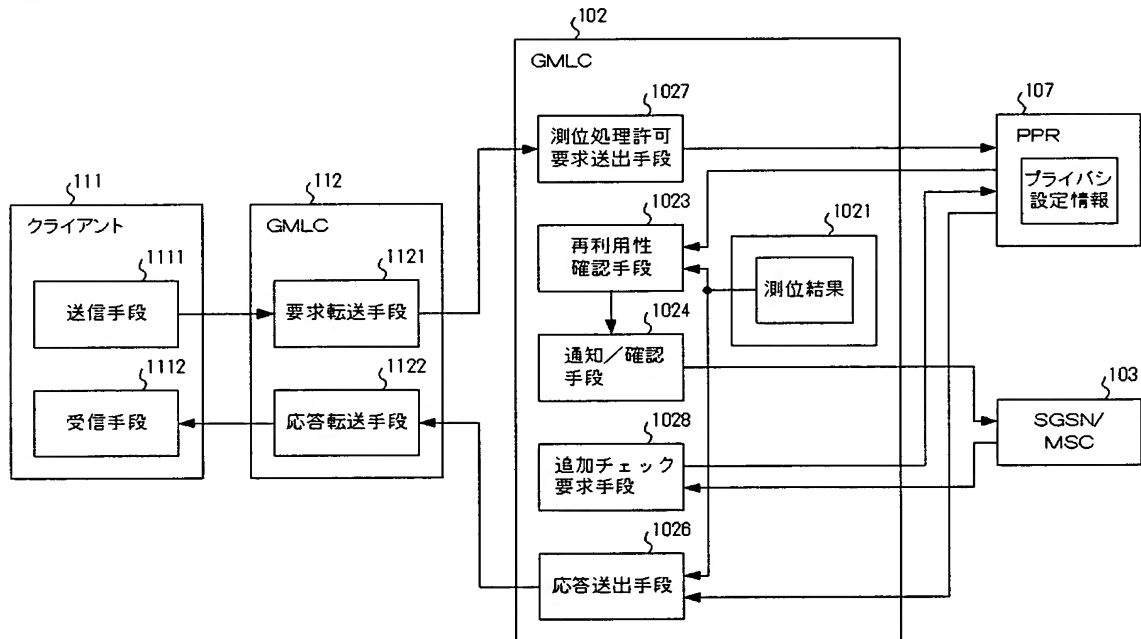 102
GMLC
1027
測位処理許可
要求送出手段
107
PPR
プライバシ
設定情報
111
クライアント
112
GMLC
1023
再利用性
確認手段
1021
測位結果
1111
送信手段
1121
要求転送手段
1024
通知/確認
手段
1112
受信手段
1122
応答転送手段
103
SGSN/
MSC
1028
追加チェック
要求手段
1026
応答送出手段